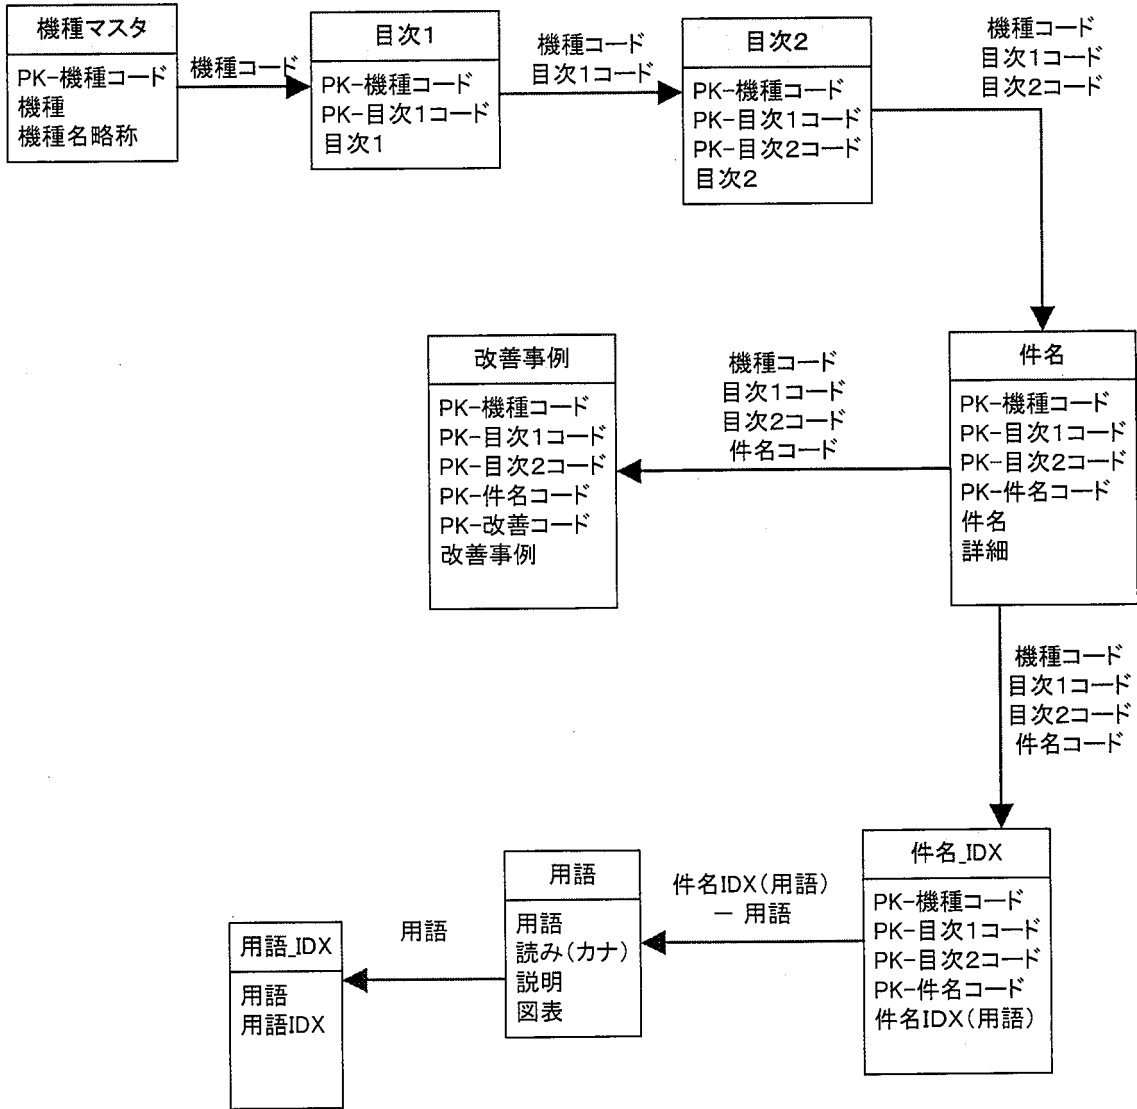 機種マスタ
PK-機種コード
機種
機種名略称
機種コード
目次1
PK-機種コード
PK-目次1コード
目次1
機種コード
目次1コード
目次2
PK-機種コード
PK-目次1コード
PK-目次2コード
目次2
機種コード
目次1コード
目次2コード
改善事例
PK-機種コード
PK-目次1コード
PK-目次2コード
PK-件名コード
PK-改善コード
改善事例
機種コード
目次1コード
目次2コード
件名コード
件名
PK-機種コード
PK-目次1コード
PK-目次2コード
PK-件名コード
件名
詳細
機種コード
目次1コード
目次2コード
件名コード
用語_IDX
用語
用語IDX
用語
用語
用語
読み(カナ)
説明
図表
件名IDX(用語)
ー 用語
件名_IDX
PK-機種コード
PK-目次1コード
PK-目次2コード
PK-件名コード
件名IDX(用語)